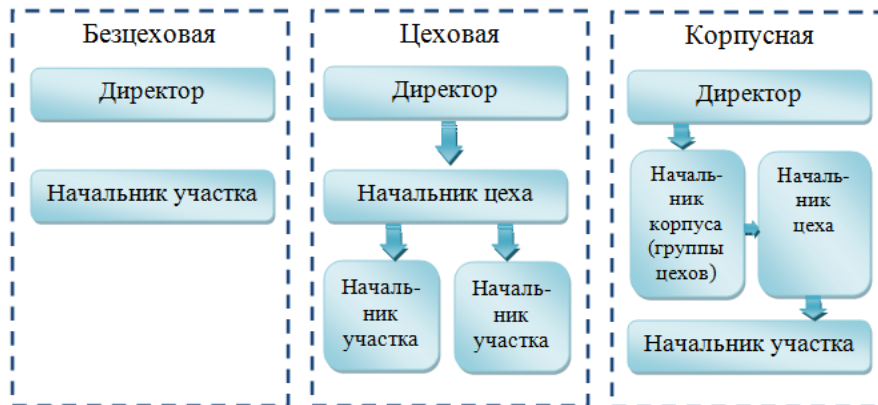 Безцеховая
Директор
Начальник участка
Цеховая
Директор
Начальник цеха
Началь-
ник
участка
Началь-
ник
участка
Корпусная
Директор
Началь-
ник
корпуса
(группы
цехов)
Началь-
ник
цеха
Начальник участка